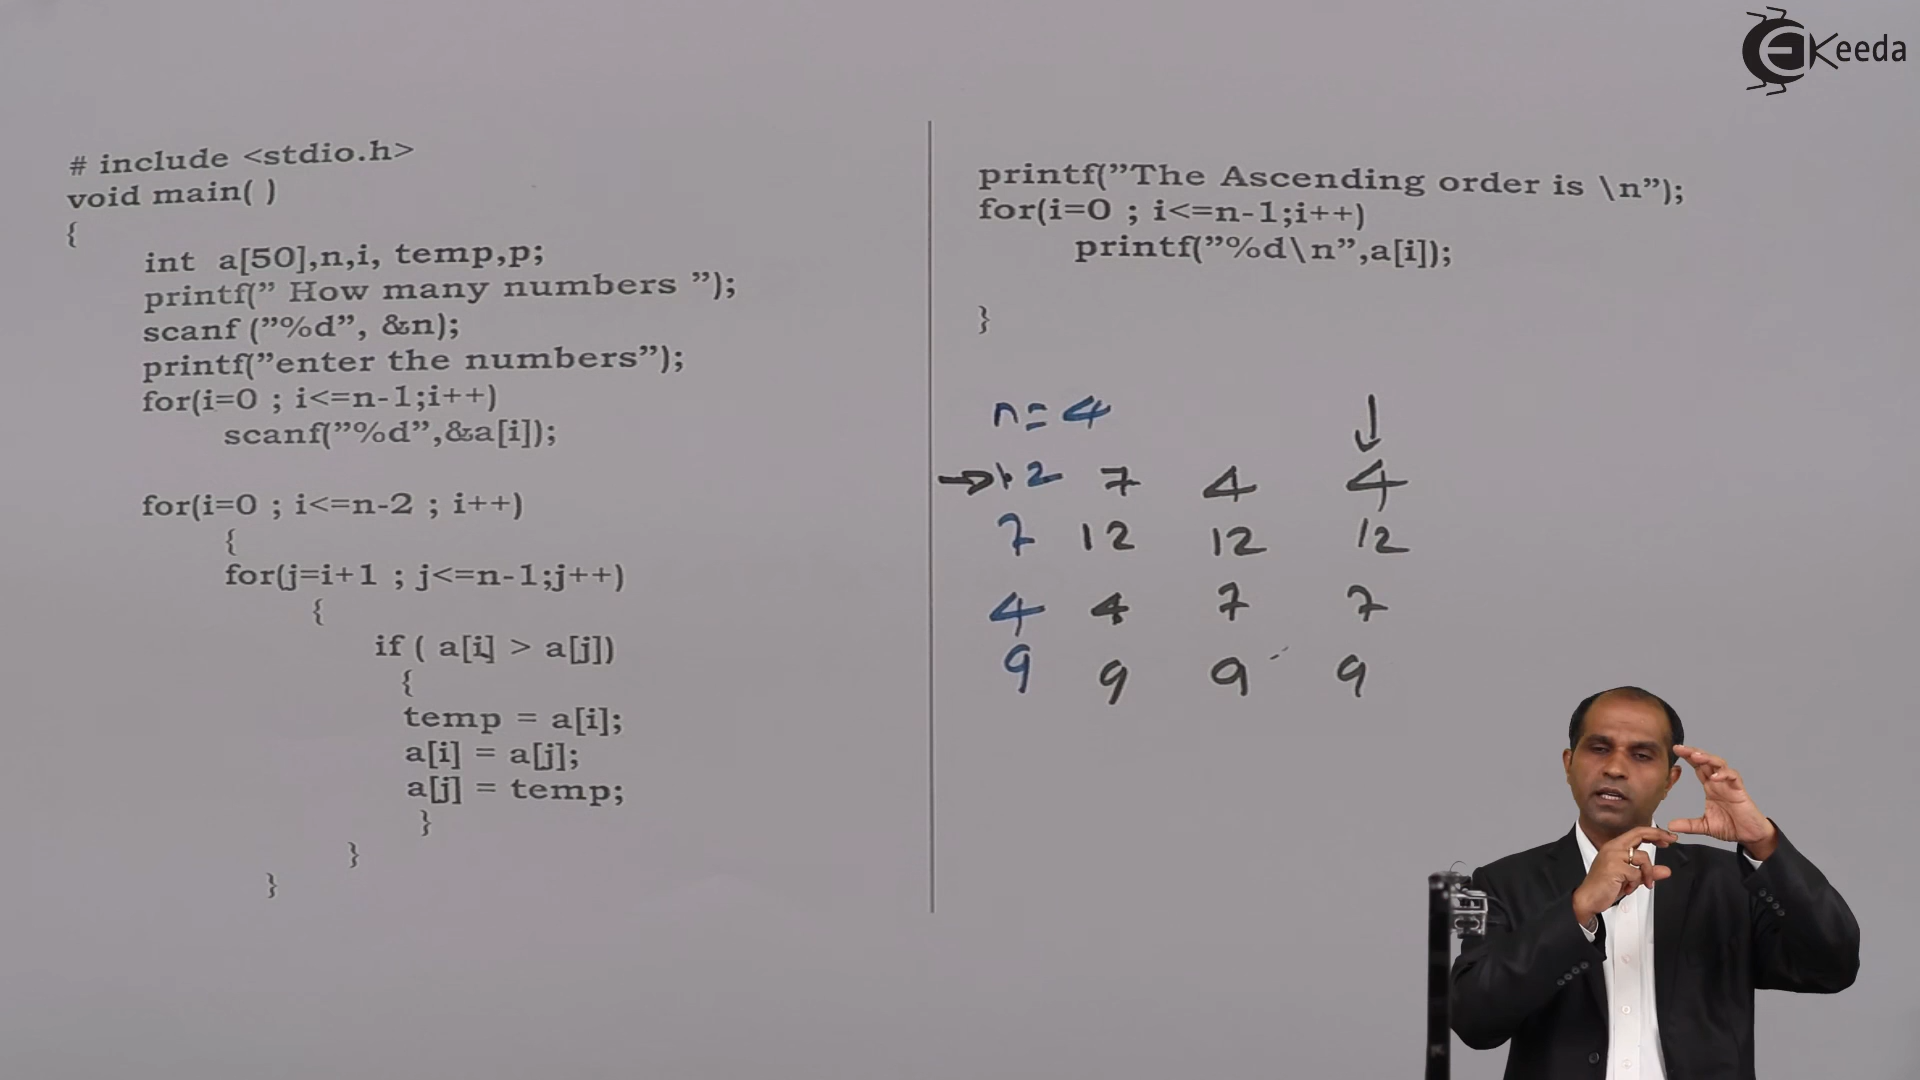 Keeda
# include <stdio.h>
void main( )
{
int a[50],n,i, temp,p;
printf(” How many numbers ”);
scanf (”%d”, &n);
printf(”enter the numbers”);
for(i=0 ; i<=n-1;i++)
scanf(”%d”,&a[i]);
for(i=0 ; i<=n-2 ; i++)
{
for(j=i+1 ; j<=n-1;j++)
{
if ( a[i] > a[j])
{
temp = a[i];
a[i] = a[j];
a[j] = temp;
}
}
}
printf(”The Ascending order is \n”);
for(i=0 ; i<=n-1;i++)
printf(”%d\n”,a[i]);
}
n=4
12 7 4 4
7 12 12 12
4 4 7 7
9 9 9 9